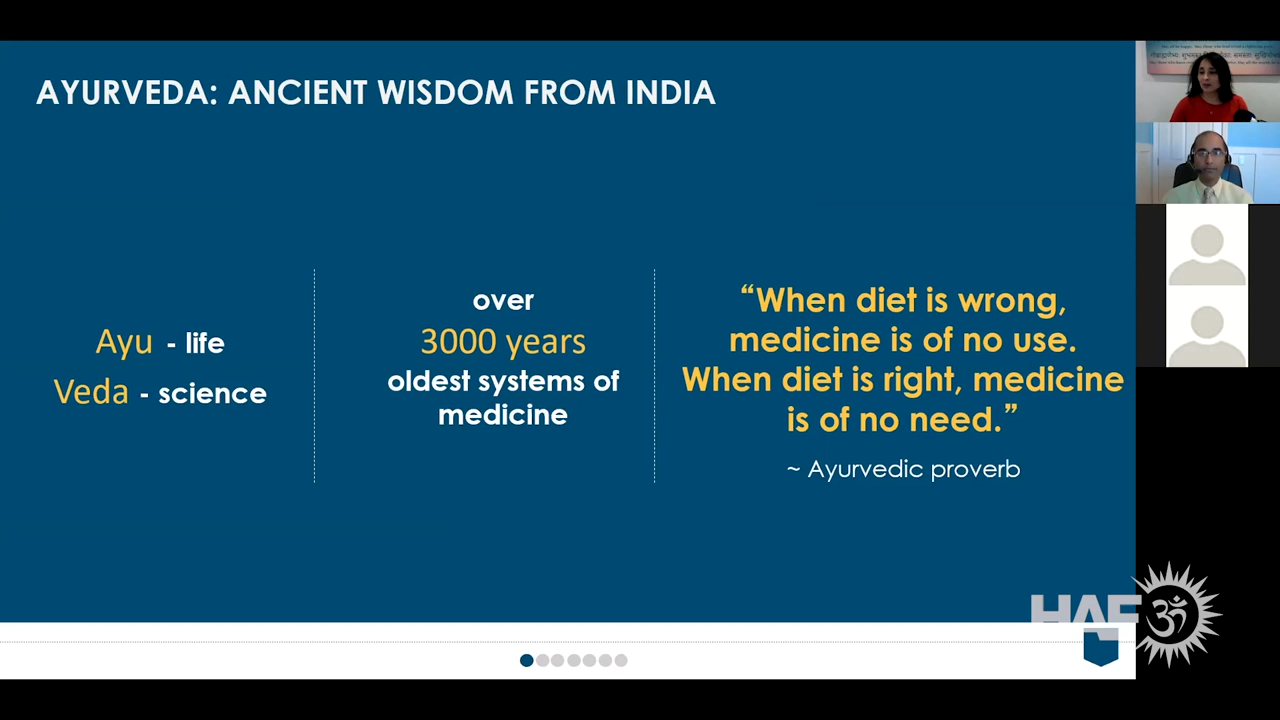 AYURVEDA: ANCIENT WISDOM FROM INDIA
Ayu - life
Veda - science
over
3000 years
oldest systems of
medicine
“When diet is wrong,
medicine is of no use.
When diet is right, medicine
is of no need.”
~ Ayurvedic proverb
HAF
ॐ